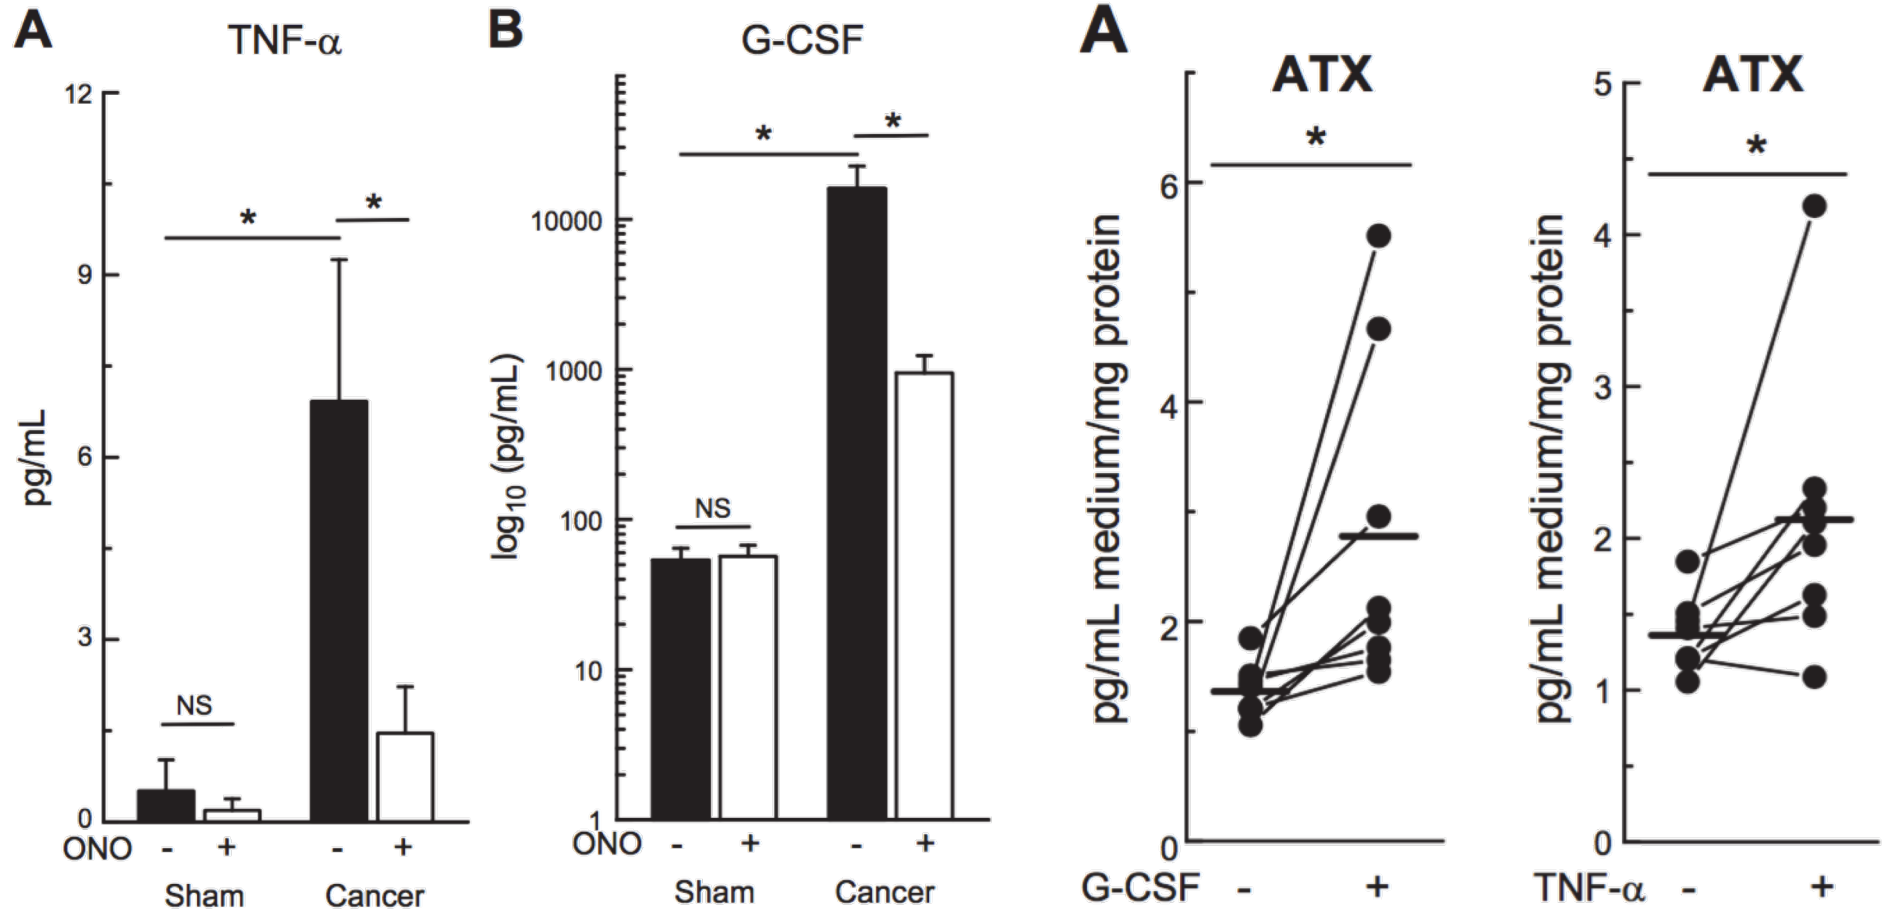 A
TNF-α
12
9
6
3
0
pg/mL
*
*
NS
ONO - + - +
Sham Cancer
B
G-CSF
10000
1000
100
10
1
log10 (pg/mL)
*
*
NS
ONO - + - +
Sham Cancer
A
ATX
*
6
4
2
0
pg/mL medium/mg protein
G-CSF - +
ATX
*
5
4
3
2
1
0
pg/mL medium/mg protein
TNF-α - +